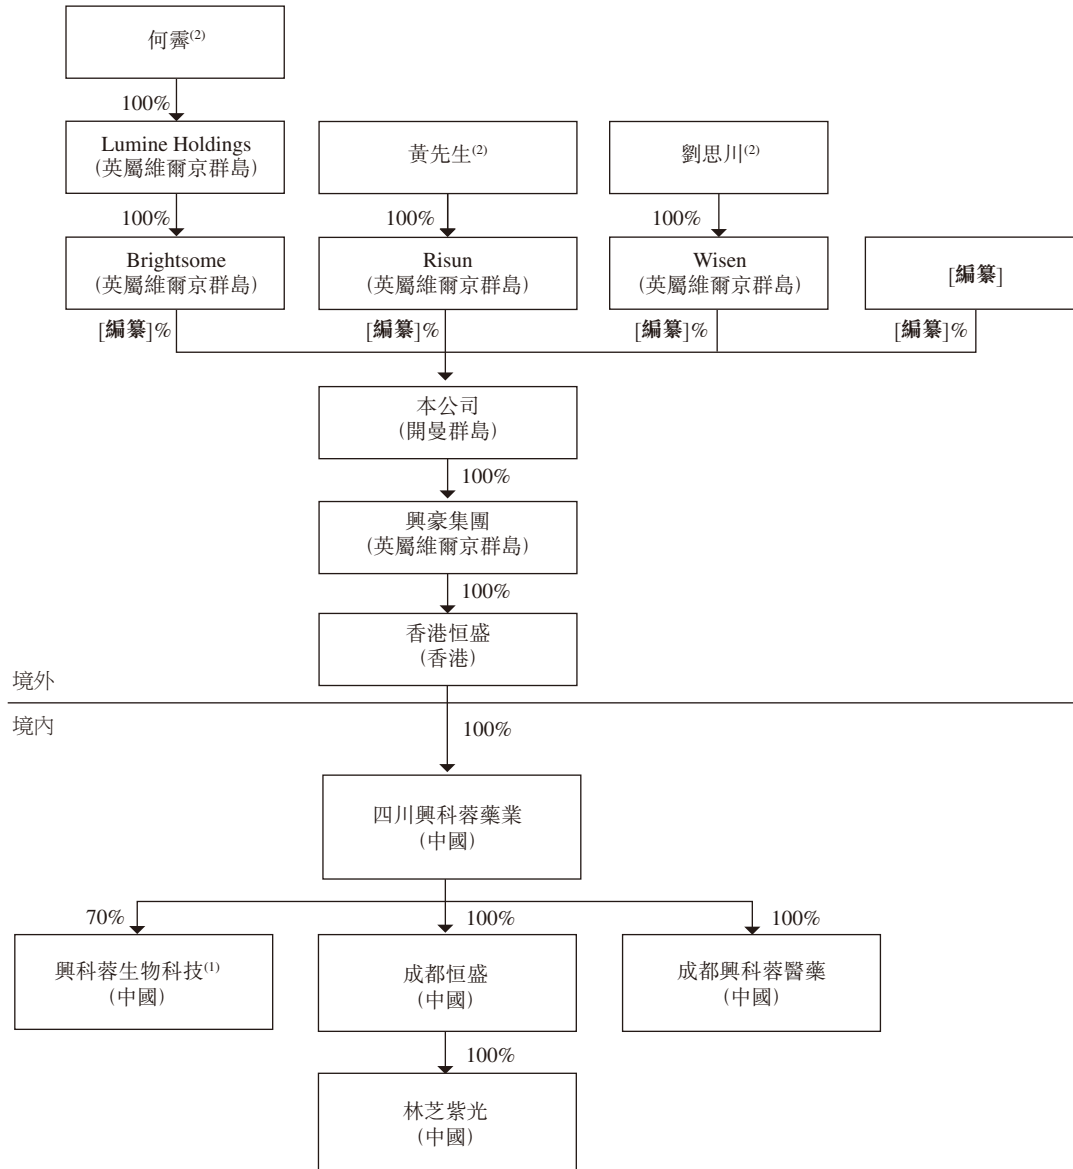 何霽(2)
100%
Lumine Holdings
(英屬維爾京群島)
黃先生(2)
劉思川(2)
100%
100%
100%
Brightsome
(英屬維爾京群島)
Risun
(英屬維爾京群島)
Wisen
(英屬維爾京群島)
[編纂]
[編纂]%
[編纂]%
[編纂]%
[編纂]%
本公司
(開曼群島)
100%
興豪集團
(英屬維爾京群島)
100%
香港恒盛
(香港)
境外
境內
100%
四川興科蓉藥業
(中國)
70%
100%
100%
興科蓉生物科技(1)
(中國)
成都恒盛
(中國)
成都興科蓉醫藥
(中國)
100%
林芝紫光
(中國)